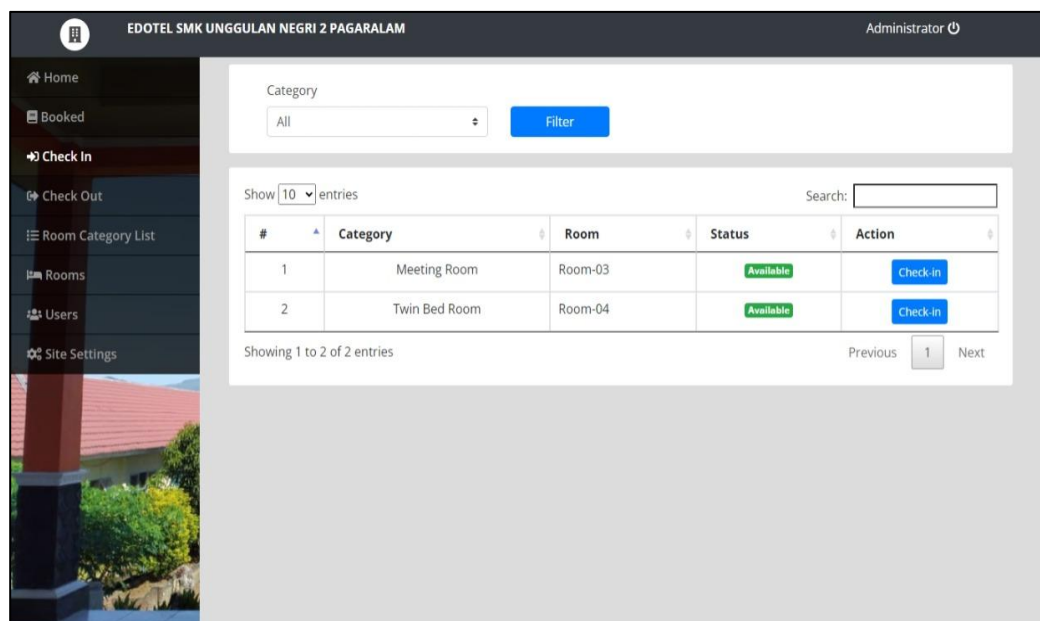 EDOTEL SMK UNGGULAN NEGRI 2 PAGARALAM
Administrator
Home
Booked
Check In
Check Out
Room Category List
Rooms
Users
Site Settings
Category
All
Filter
Show 10 entries
Search:
# Category Room Status Action
1 Meeting Room Room-03 Available Check-in
2 Twin Bed Room Room-04 Available Check-in
Showing 1 to 2 of 2 entries
Previous 1 Next